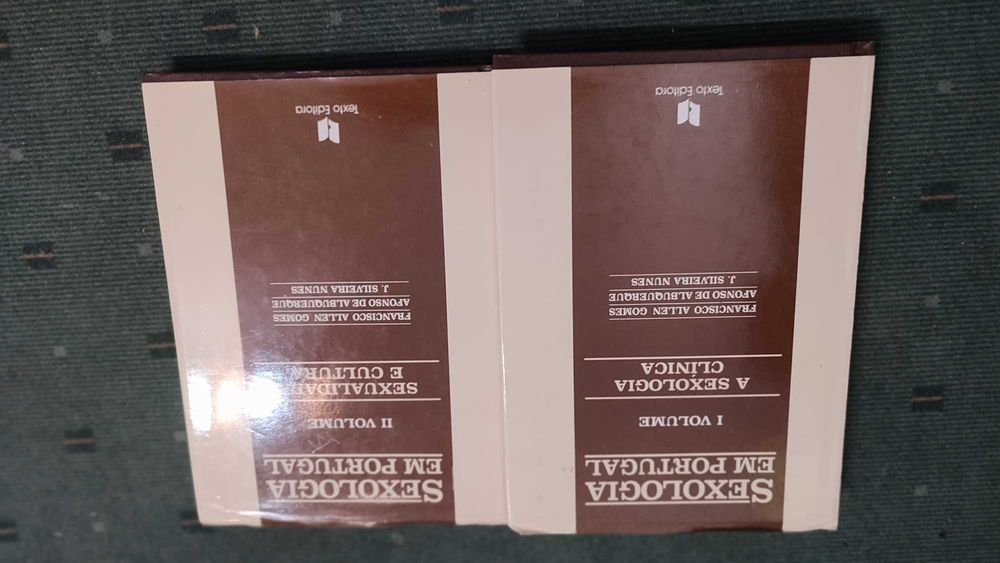 SEXOLOGIA
EM PORTUGAL
I VOLUME
A SEXOLOGIA
CLÍNICA
FRANCISCO ALLEN GOMES
AFONSO DE ALBUQUERQUE
J. SILVEIRA NUNES
Texto Editora
SEXOLOGIA
EM PORTUGAL
II VOLUME
E CULTURA
FRANCISCO ALLEN GOMES
AFONSO DE ALBUQUERQUE
J. SILVEIRA NUNES
Texto Editora